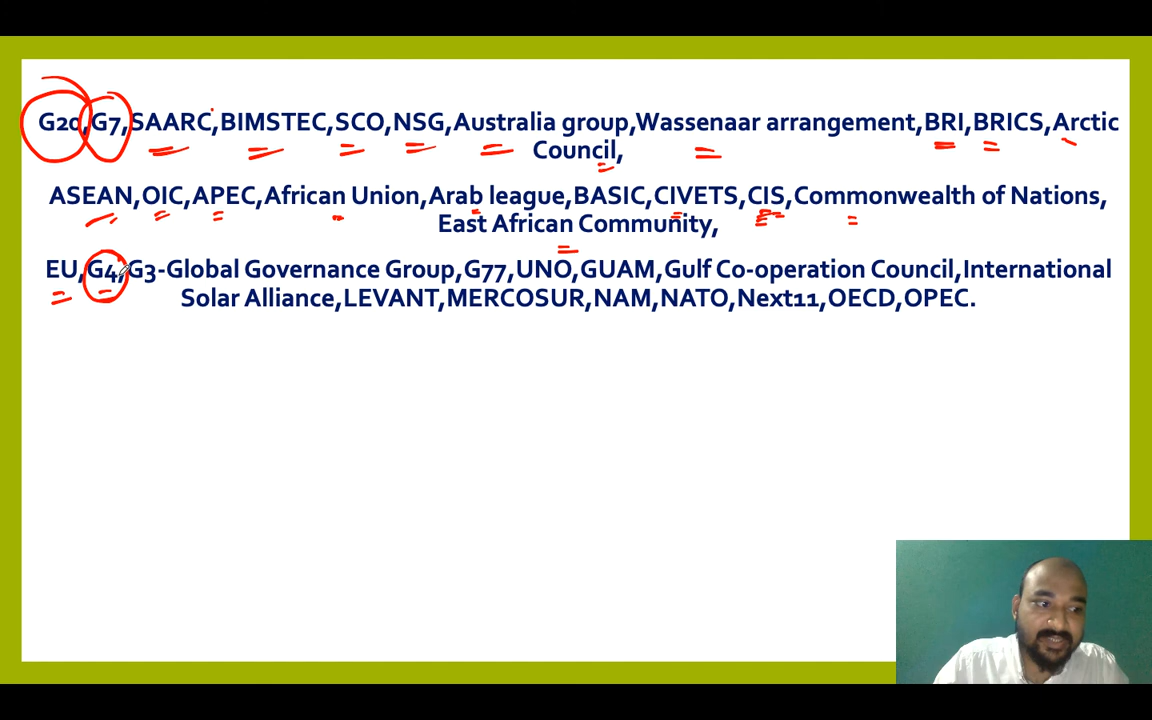 G20,G7,SAARC,BIMSTEC,SCO,NSG,Australia group,Wassenaar arrangement,BRI,BRICS,Arctic
Council,
ASEAN,OIC,APEC,African Union,Arab league,BASIC,CIVETS,CIS,Commonwealth of Nations,
East African Community,
EU,G4,G3-Global Governance Group,G77,UNO,GUAM,Gulf Co-operation Council,International
Solar Alliance,LEVANT,MERCOSUR,NAM,NATO,Next11,OECD,OPEC.